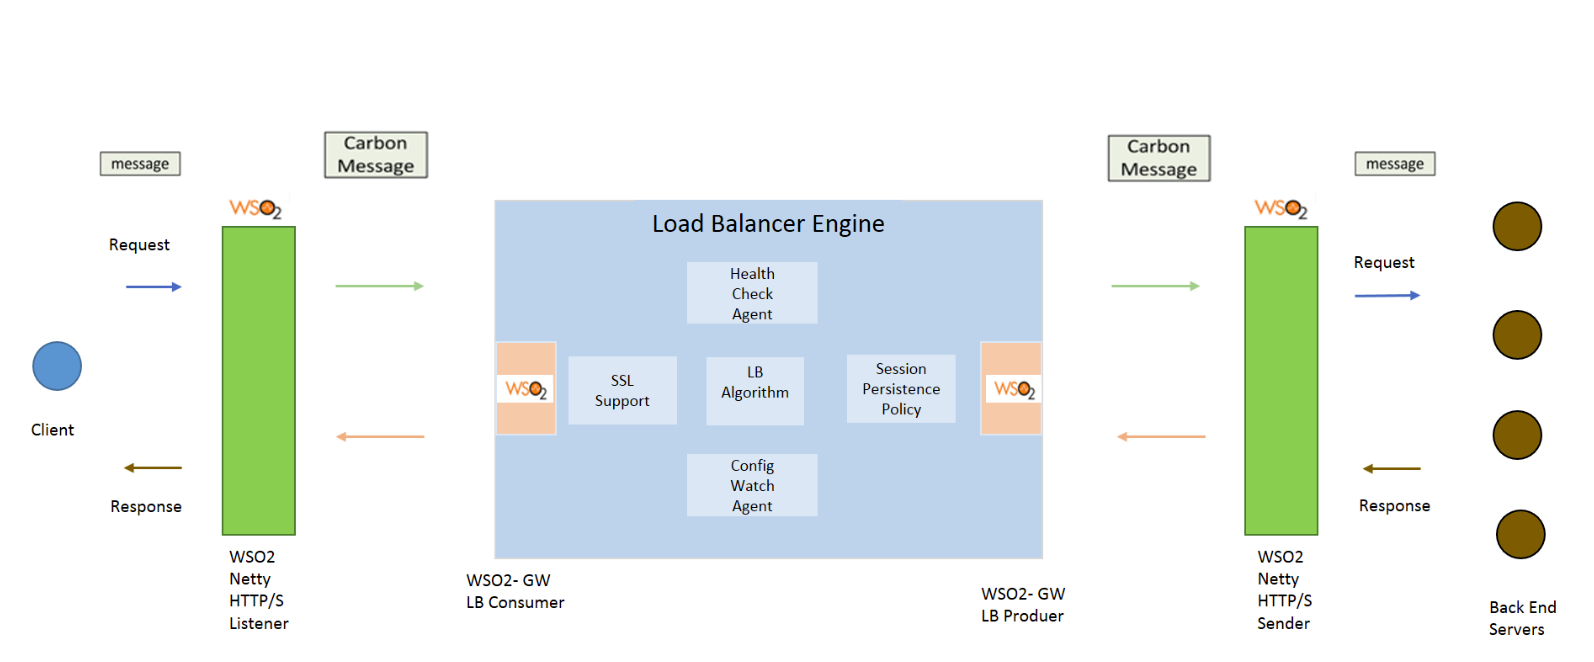 message
Carbon
Message
Carbon
Message
message
WSO2
WSO2
Load Balancer Engine
Request
Request
Health
Check
Agent
WSO2
SSL
Support
LB
Algorithm
Session
Persistence
Policy
WSO2
Client
Config
Watch
Agent
Response
Response
WSO2
Netty
HTTP/S
Listener
WSO2- GW
LB Consumer
WSO2- GW
LB Produer
WSO2
Netty
HTTP/S
Sender
Back End
Servers